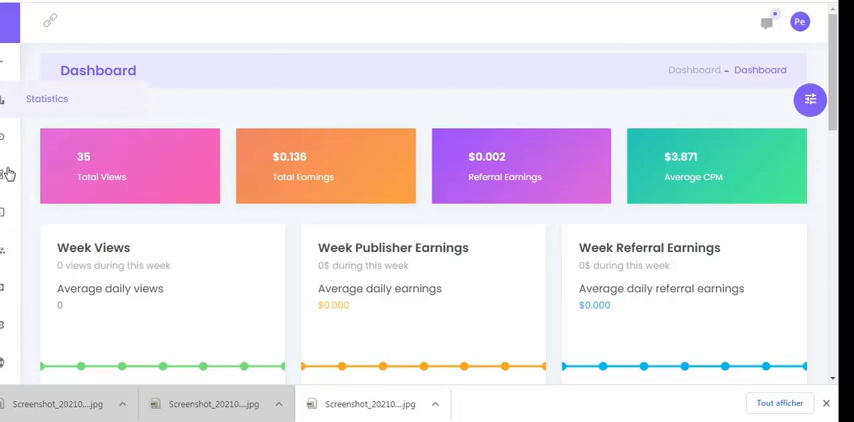 Pe
Dashboard
Dashboard - Dashboard
Statistics
35
Total Views
$0.136
Total Earnings
$0.002
Referral Earnings
$3.871
Average CPM
Week Views
0 views during this week
Average daily views
0
Week Publisher Earnings
0$ during this week
Average daily earnings
$0.000
Week Referral Earnings
0$ during this week
Average daily referral earnings
$0.000
Screenshot_20210....jpg
Screenshot_20210....jpg
Screenshot_20210....jpg
Tout afficher